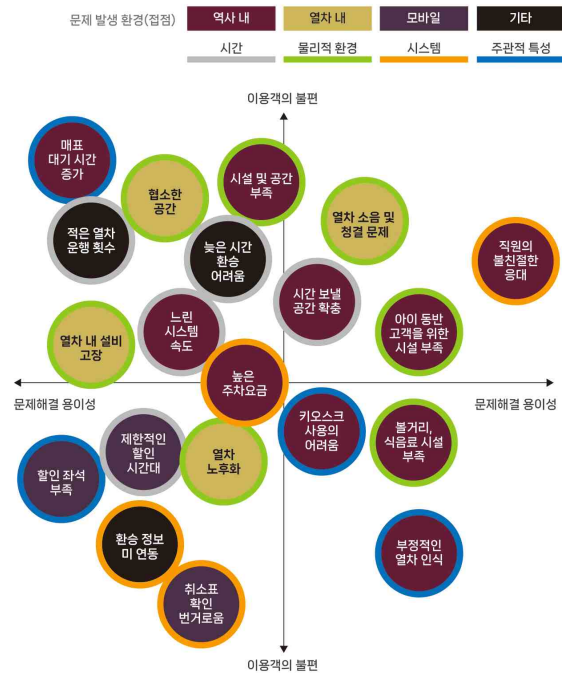 문제 발생 환경(접점)
역사 내
열차 내
모바일
기타
시간
물리적 환경
시스템
주관적 특성
이용객의 불편
매표
대기 시간
증가
협소한
공간
시설 및 공간
부족
적은 열차
운행 횟수
늦은 시간
환승
어려움
열차 소음 및
청결 문제
직원의
불친절한
응대
시간 보낼
공간 확충
열차 내 설비
고장
느린
시스템
속도
아이 동반
고객을 위한
시설 부족
높은
주차요금
문제해결 용이성
문제해결 용이성
제한적인
할인
시간대
키오스크
사용의
어려움
볼거리,
식음료 시설
부족
할인 좌석
부족
열차
노후화
환승 정보
미 연동
부정적인
열차 인식
취소표
확인
번거로움
이용객의 불편